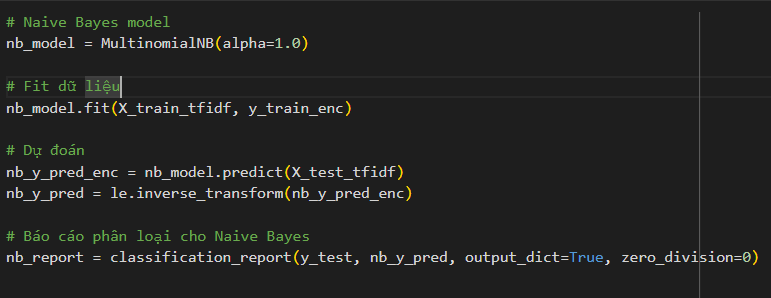 # Naive Bayes model
nb_model = MultinomialNB(alpha=1.0)
# Fit dữ liệu
nb_model.fit(X_train_tfidf, y_train_enc)
# Dự đoán
nb_y_pred_enc = nb_model.predict(X_test_tfidf)
nb_y_pred = le.inverse_transform(nb_y_pred_enc)
# Báo cáo phân loại cho Naive Bayes
nb_report = classification_report(y_test, nb_y_pred, output_dict=True, zero_division=0)